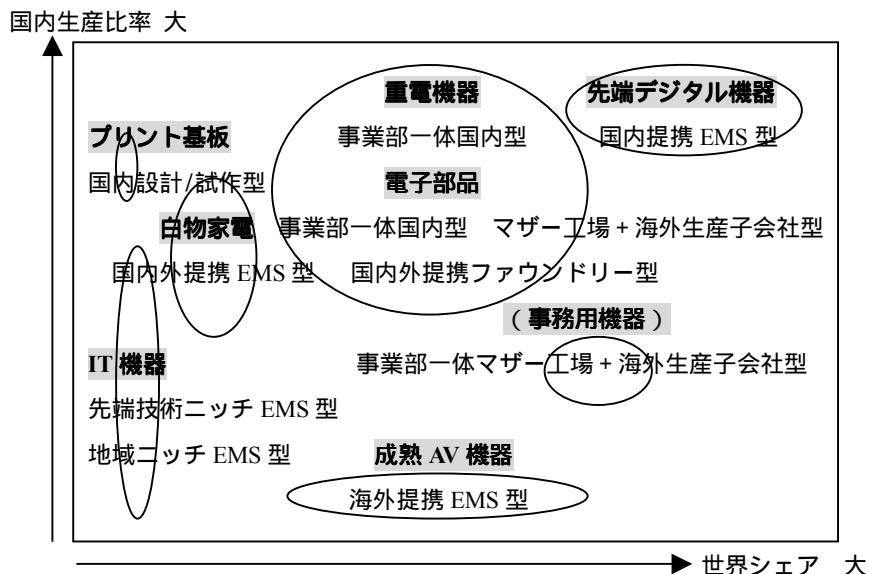 国内生産比率 大
重電機器 先端デジタル機器
プリント基板 事業部一体国内型 国内提携 EMS 型
国内設計/試作型 電子部品
白物家電 事業部一体国内型 マザー工場+海外生産子会社型
国内外提携 EMS 型 国内外提携ファウンドリー型
(事務用機器)
IT 機器 事業部一体マザー工場+海外生産子会社型
先端技術ニッチ EMS 型
地域ニッチ EMS 型 成熟 AV 機器
海外提携 EMS 型
世界シェア 大